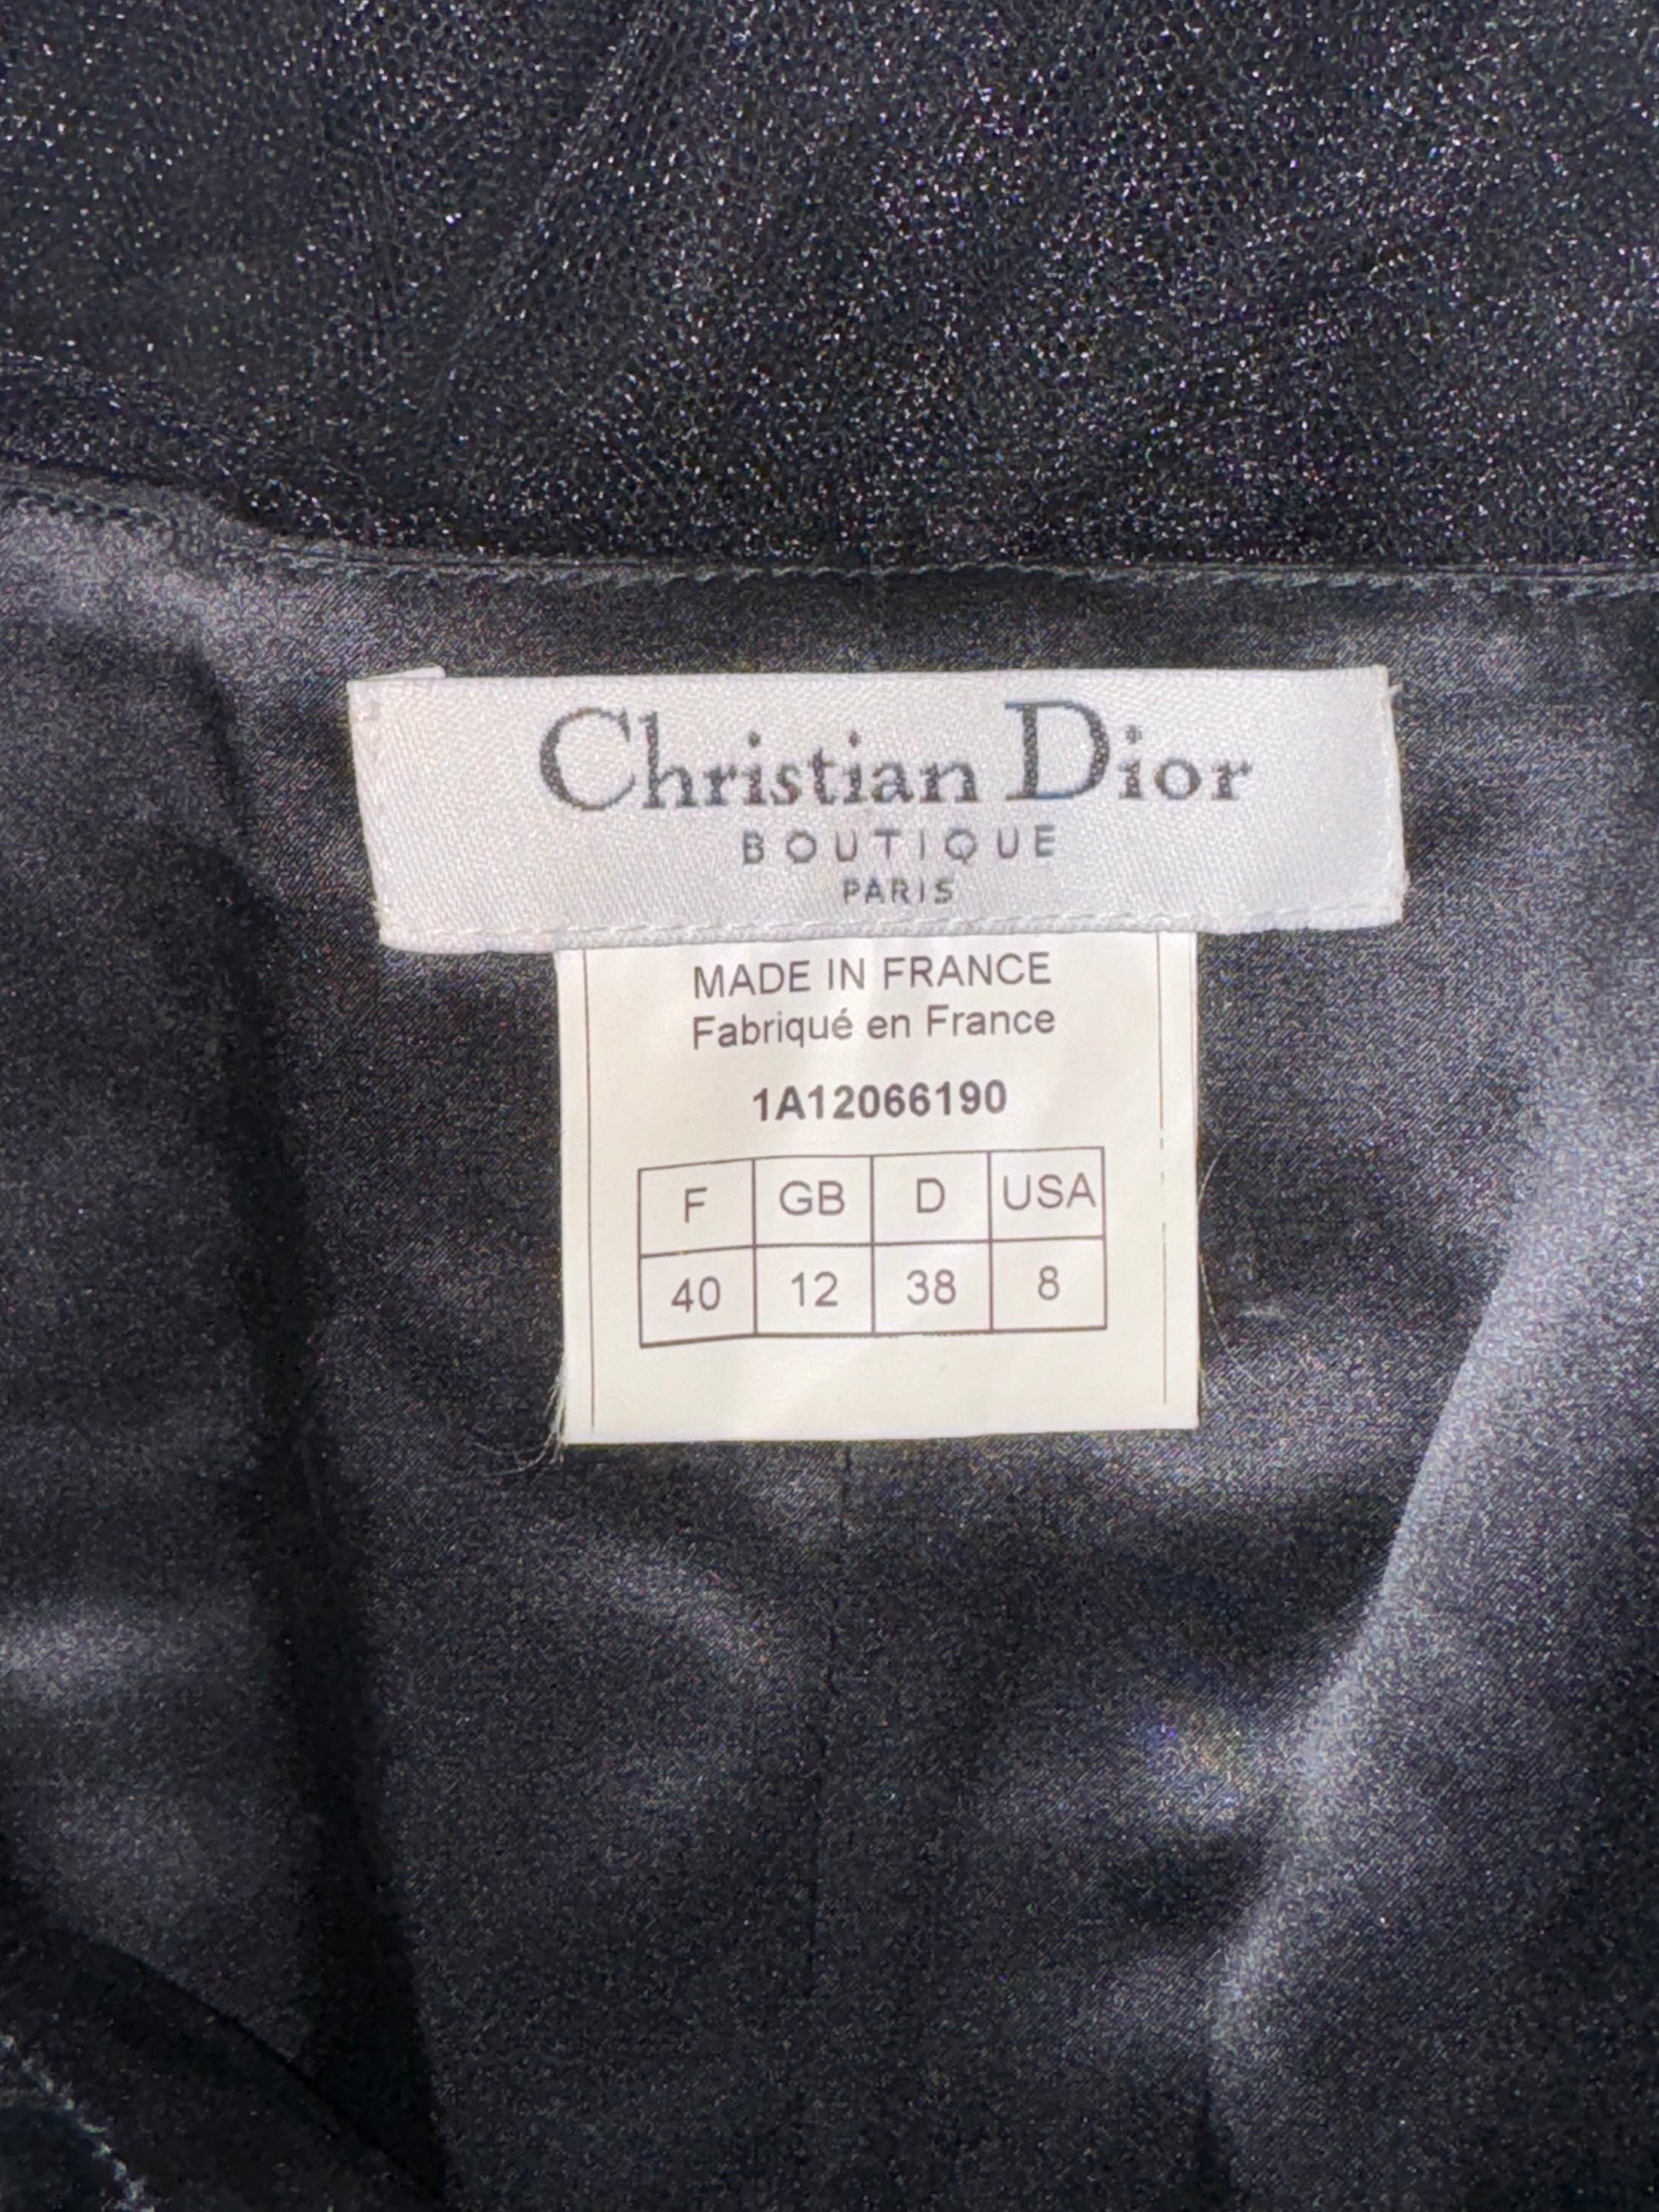 Christian Dior
BOUTIQUE
PARIS
MADE IN FRANCE
Fabriqué en France
1A12066190
F GB D USA
40 12 38 8